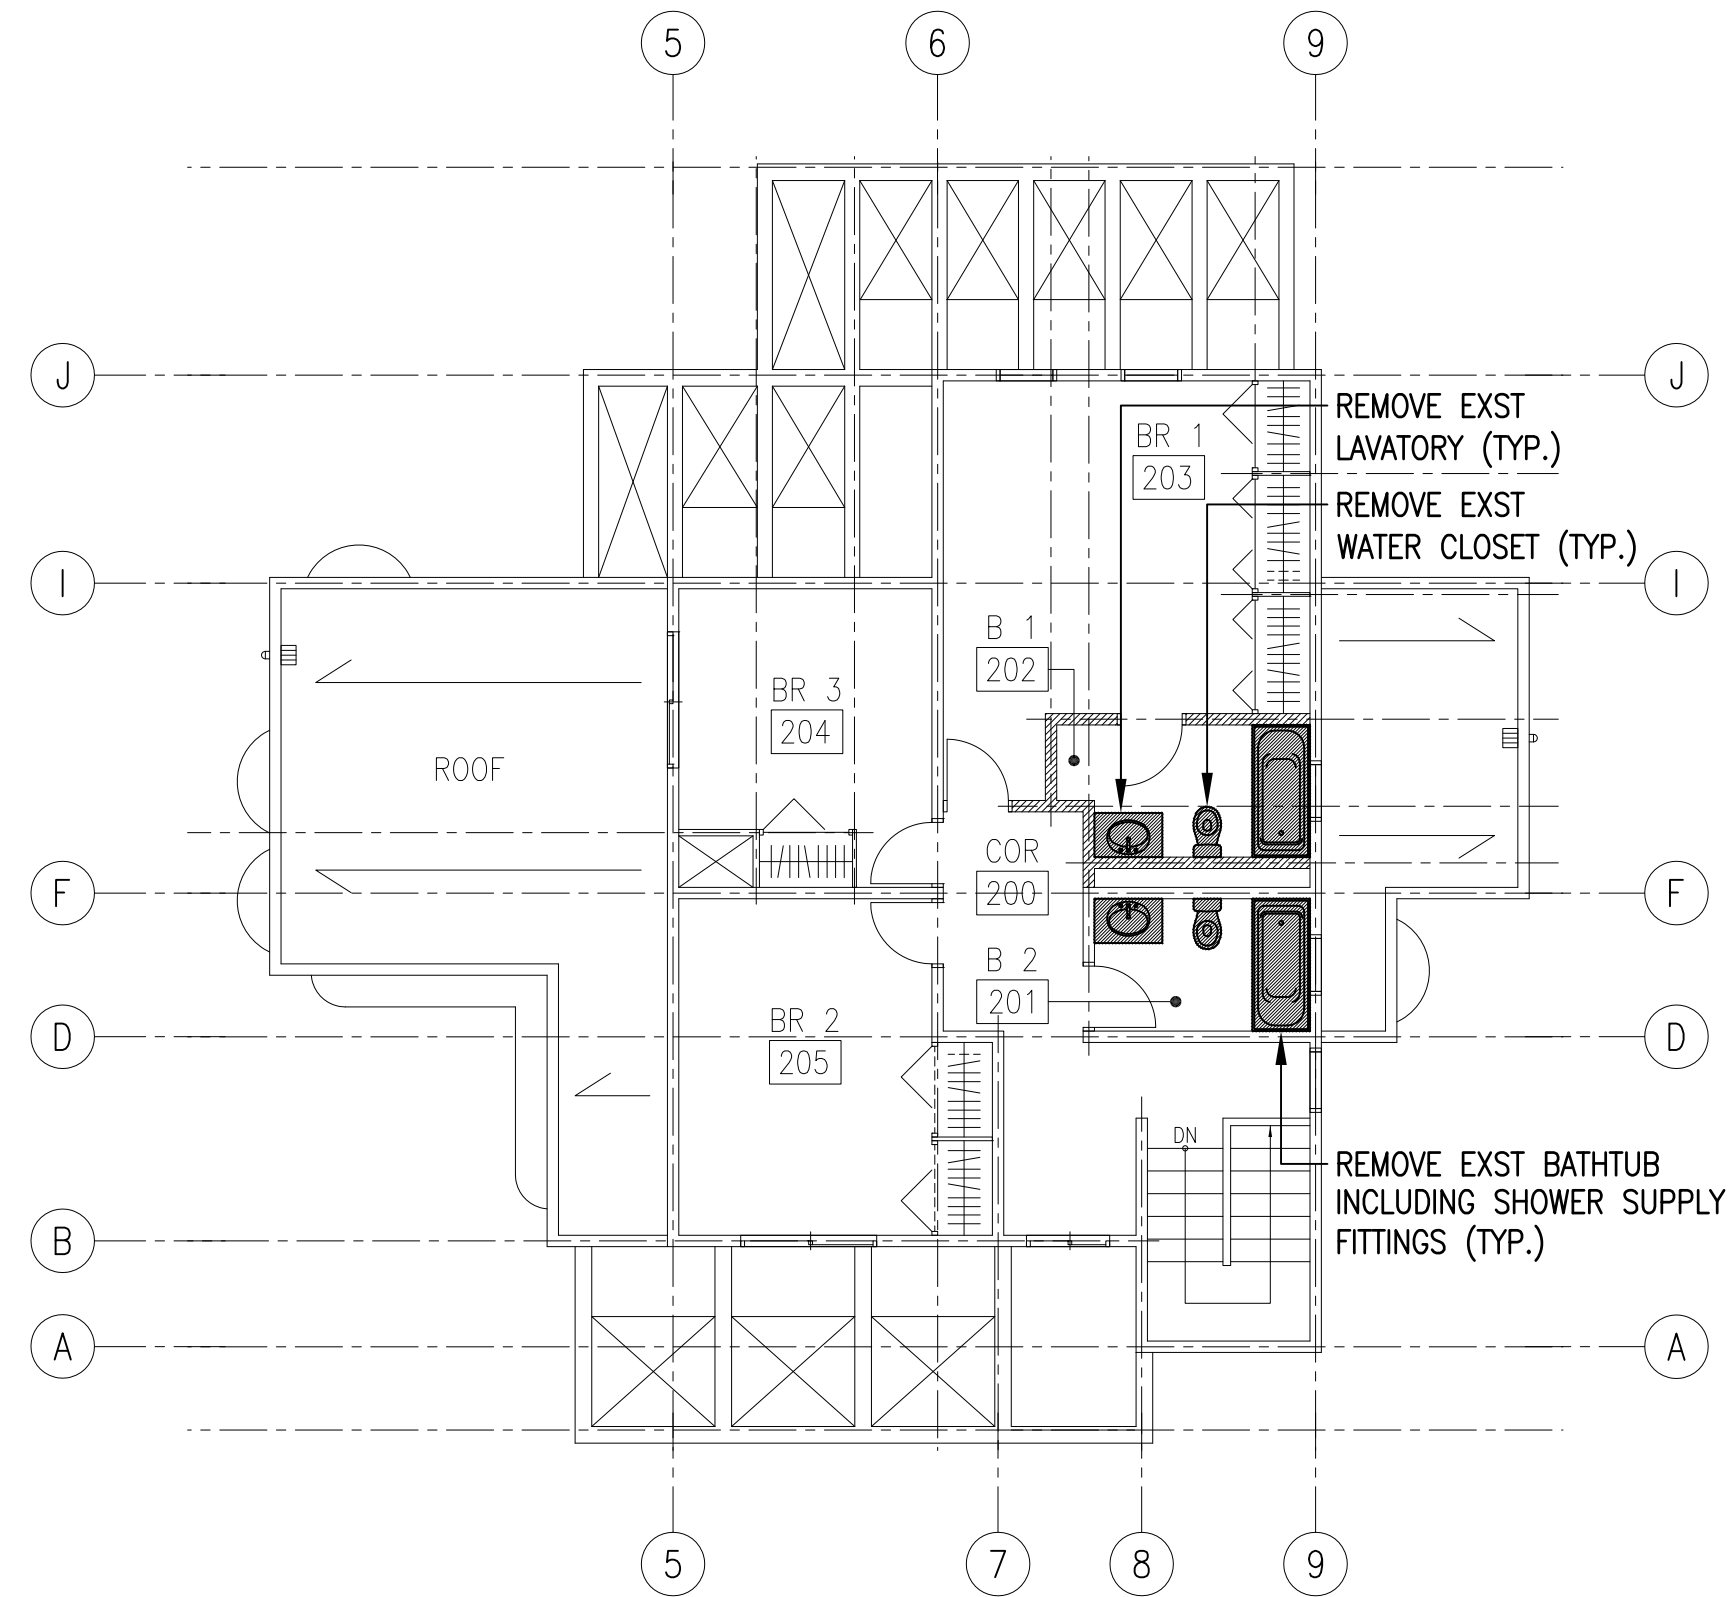 5
6
9
J
J
REMOVE EXST
LAVATORY (TYP.)
BR 1
203
REMOVE EXST
WATER CLOSET (TYP.)
I
I
B 1
202
BR 3
204
ROOF
COR
200
F
F
B 2
201
BR 2
205
D
D
DN
REMOVE EXST BATHTUB
INCLUDING SHOWER SUPPLY
FITTINGS (TYP.)
B
A
A
5
7
8
9